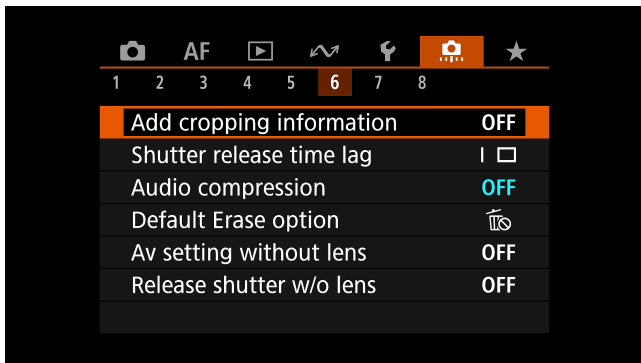 AF
1 2 3 4 5 6 7 8
Add cropping information OFF
Shutter release time lag
Audio compression OFF
Default Erase option
Av setting without lens OFF
Release shutter w/o lens OFF